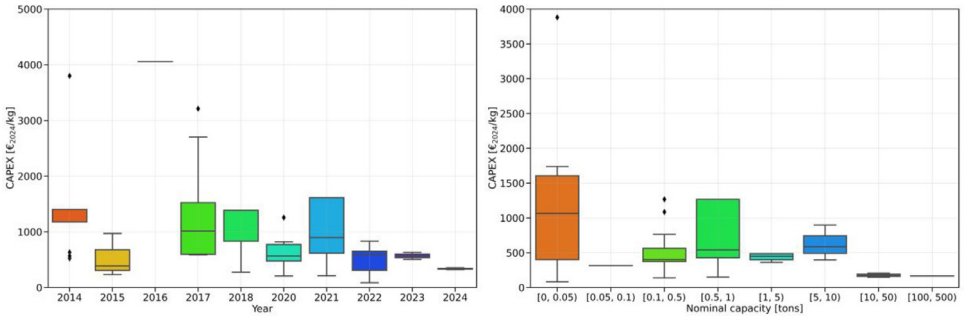 CAPEX [€2024/kg]
5000
4000
3000
2000
1000
0
2014 2015 2016 2017 2018 2020 2021 2022 2023 2024
Year
CAPEX [€2024/kg]
4000
3500
3000
2500
2000
1500
1000
500
0
[0, 0.05) [0.05, 0.1) [0.1, 0.5) [0.5, 1) [1, 5) [5, 10) [10, 50) [100, 500)
Nominal capacity [tons]